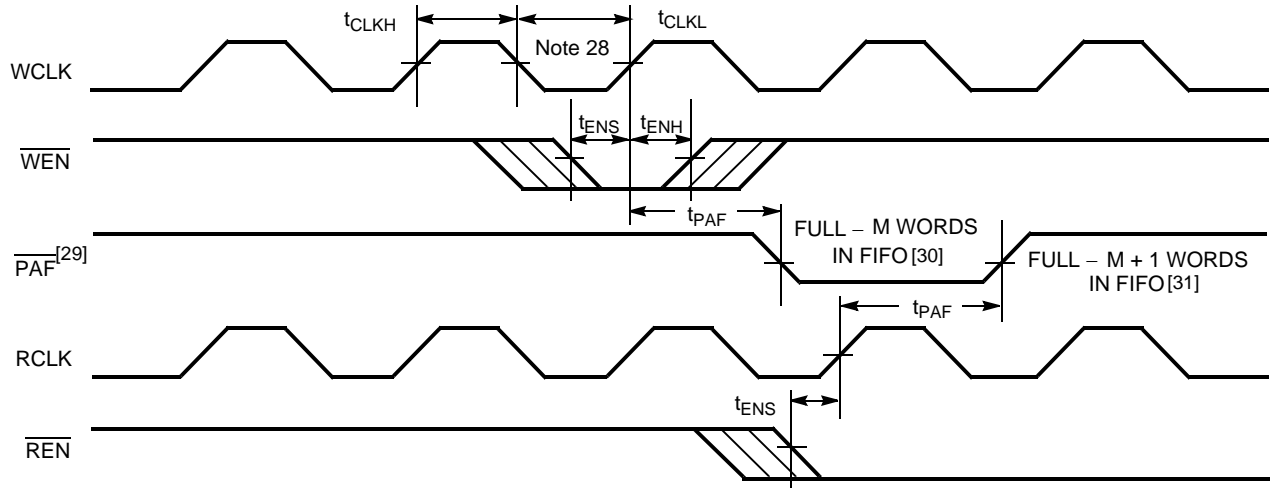 tCLKH
tCLKL
Note 28
WCLK
tENS
tENH
WEN
tPAF
FULL – M WORDS
IN FIFO [30]
PAF[29]
FULL – M + 1 WORDS
IN FIFO [31]
tPAF
RCLK
tENS
REN